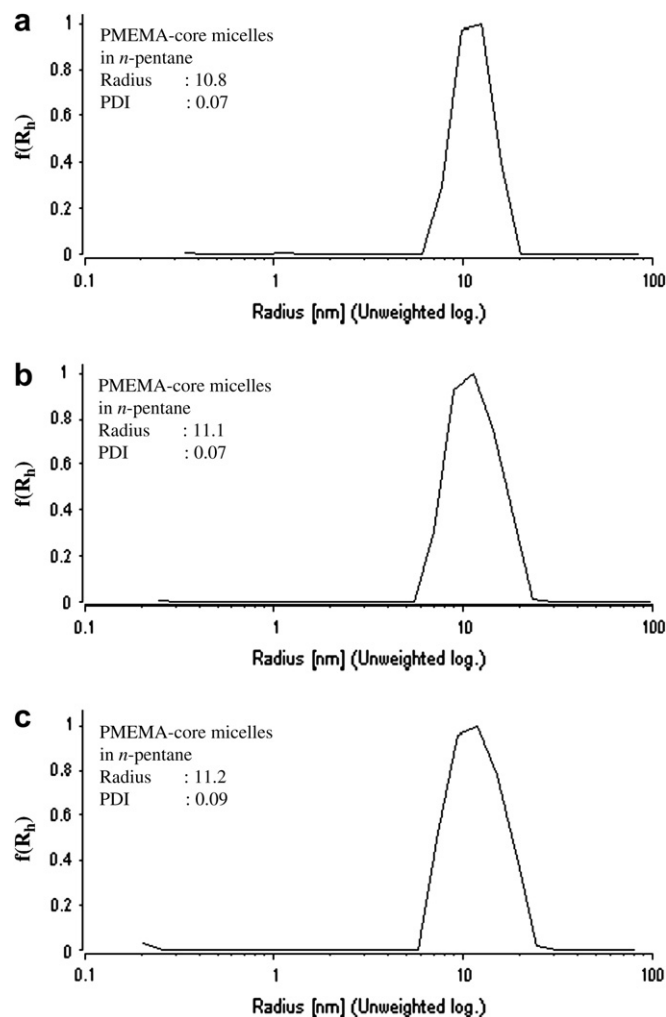 a
PMEMA-core micelles
in n-pentane
Radius : 10.8
PDI : 0.07
f(Rh)
1
0.8
0.6
0.4
0.2
0
0.1 1 10 100
Radius [nm] (Unweighted log.)
b
PMEMA-core micelles
in n-pentane
Radius : 11.1
PDI : 0.07
f(Rh)
1
0.8
0.6
0.4
0.2
0
0.1 1 10 100
Radius [nm] (Unweighted log.)
c
PMEMA-core micelles
in n-pentane
Radius : 11.2
PDI : 0.09
f(Rh)
1
0.8
0.6
0.4
0.2
0
0.1 1 10 100
Radius [nm] (Unweighted log.)